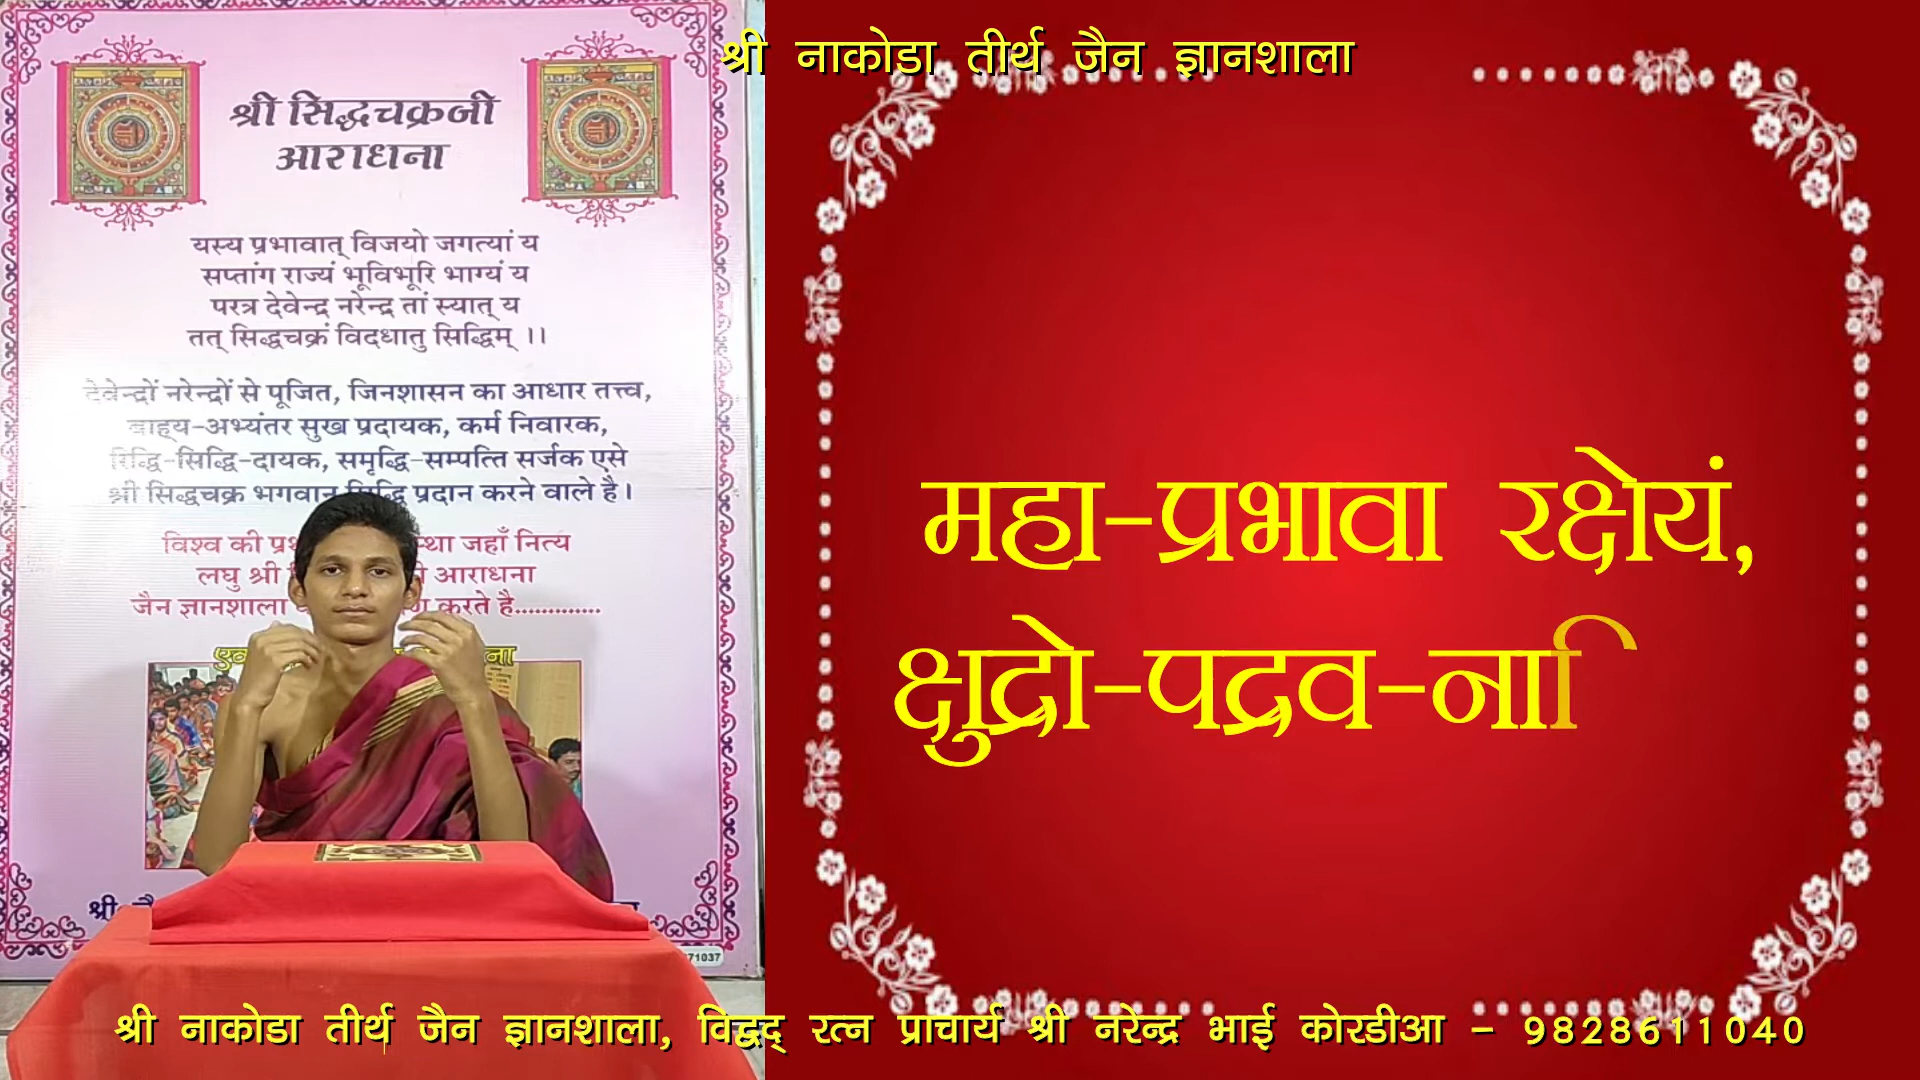 श्री नाकोडा तीर्थ जैन ज्ञानशाला
श्री सिद्धचक्रजी
आराधना
यस्य प्रभावात् विजयो जगत्यां य
सप्तांग राज्यं भूविभूरि भाग्यं य
परत्र देवेन्द्र नरेन्द्र तां स्यात् य
तत् सिद्धचक्रं विदधातु सिद्धिम् ।।
देवेन्द्रों नरेन्द्रों से पूजित, जिनशासन का आधार तत्त्व,
बाह्य-अभ्यंतर सुख प्रदायक, कर्म निवारक,
रिद्धि-सिद्धि-दायक, समृद्धि-सम्पत्ति सर्जक एसे
श्री सिद्धचक्र भगवान सिद्धि प्रदान करने वाले है।
विश्व की जहाँ नित्य
लघु श्री आराधना
जैन ज्ञानशाला करते है.............
श्री
71037
महा-प्रभावा रक्षेयं,
क्षुद्रो-पद्रव-ना
श्री नाकोडा तीर्थ जैन ज्ञानशाला, विद्वद् रत्न प्राचार्य श्री नरेन्द्र भाई कोरडीआ - 9828611040